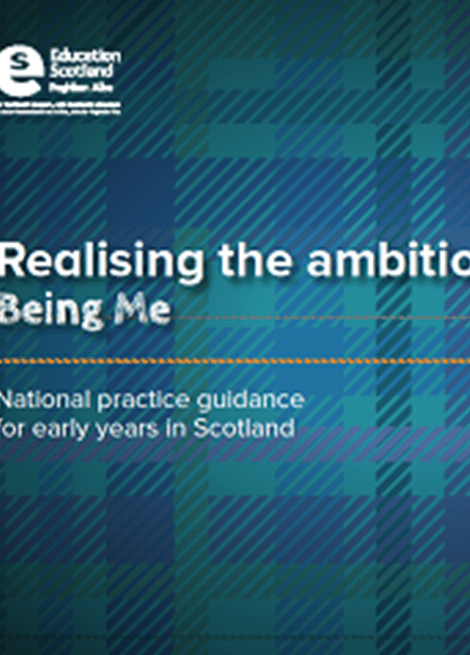 Education
Scotland
Foghlam Alba
Realising the ambitio
Being Me
National practice guidance
for early years in Scotland